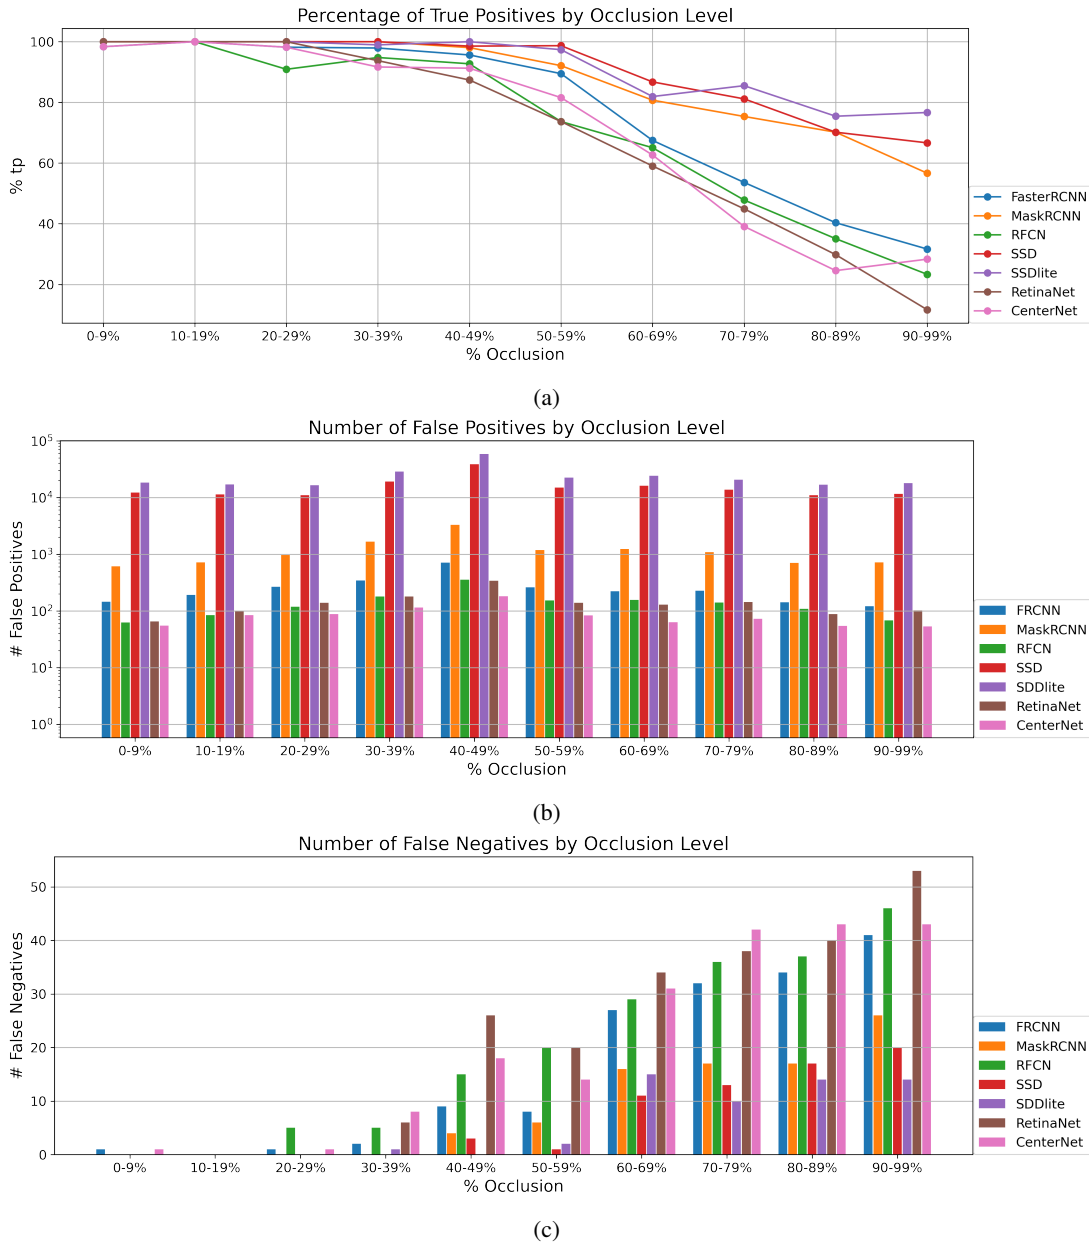 Percentage of True Positives by Occlusion Level
100
80
60
40
20
% tp
0-9% 10-19% 20-29% 30-39% 40-49% 50-59% 60-69% 70-79% 80-89% 90-99%
% Occlusion
FasterRCNN
MaskRCNN
RFCN
SSD
SSDlite
RetinaNet
CenterNet
(a)
Number of False Positives by Occlusion Level
10^5
10^4
10^3
10^2
10^1
10^0
# False Positives
0-9% 10-19% 20-29% 30-39% 40-49% 50-59% 60-69% 70-79% 80-89% 90-99%
% Occlusion
FRCNN
MaskRCNN
RFCN
SSD
SDDlite
RetinaNet
CenterNet
(b)
Number of False Negatives by Occlusion Level
50
40
30
20
10
0
# False Negatives
0-9% 10-19% 20-29% 30-39% 40-49% 50-59% 60-69% 70-79% 80-89% 90-99%
% Occlusion
FRCNN
MaskRCNN
RFCN
SSD
SDDlite
RetinaNet
CenterNet
(c)